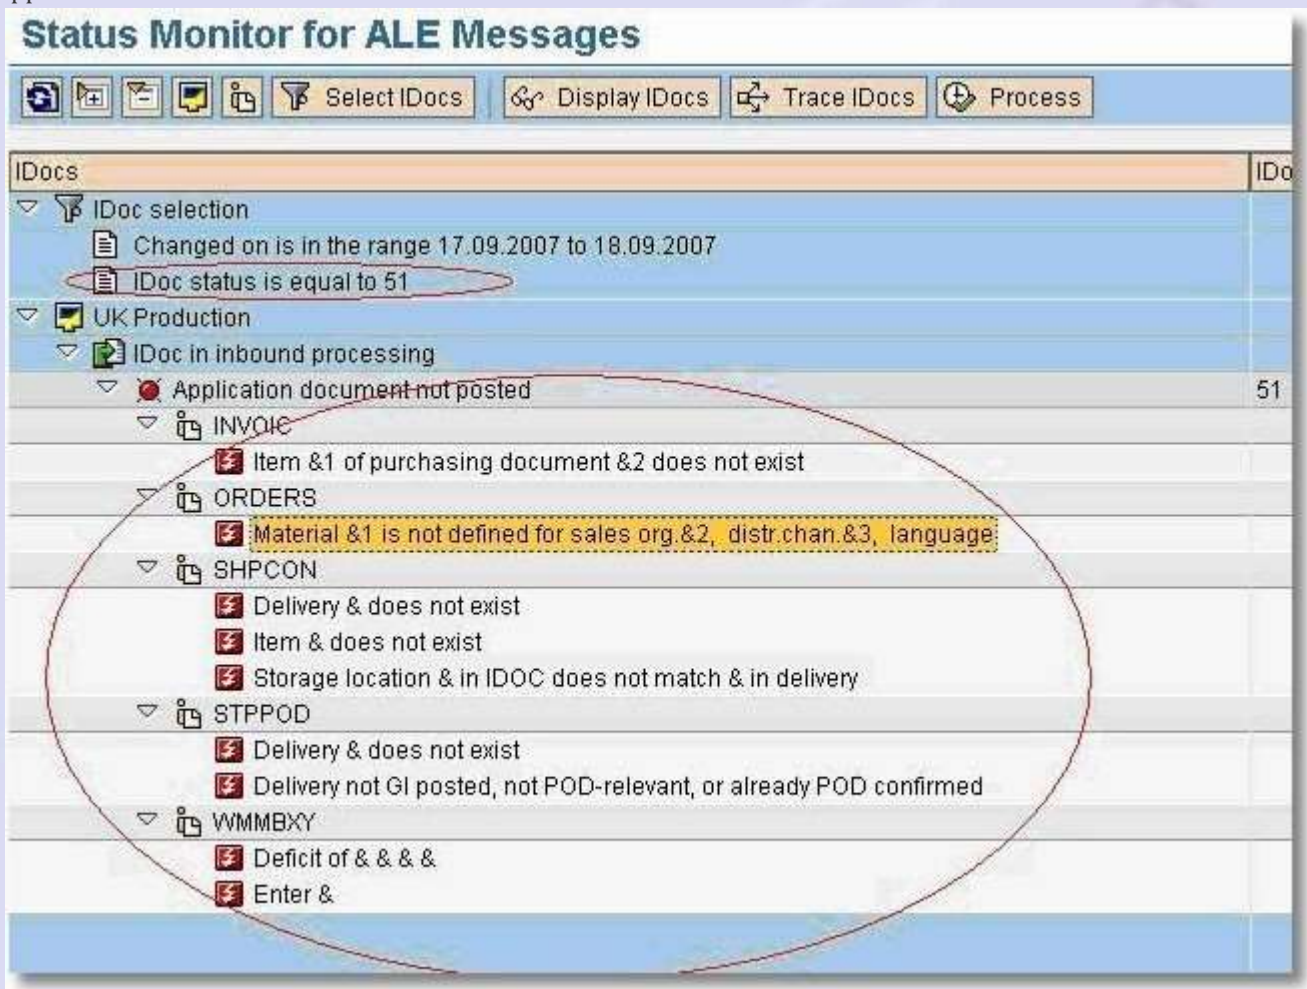 Status Monitor for ALE Messages
Select IDocs Display IDocs Trace IDocs Process
IDocs IDo
IDoc selection
Changed on is in the range 17.09.2007 to 18.09.2007
IDoc status is equal to 51
UK Production
IDoc in inbound processing
Application document not posted 51
INVOIC
Item &1 of purchasing document &2 does not exist
ORDERS
Material &1 is not defined for sales org.&2, distr.chan.&3, language
SHPCON
Delivery & does not exist
Item & does not exist
Storage location & in IDOC does not match & in delivery
STPPOD
Delivery & does not exist
Delivery not GI posted, not POD-relevant, or already POD confirmed
WMMBXY
Deficit of & & & &
Enter &